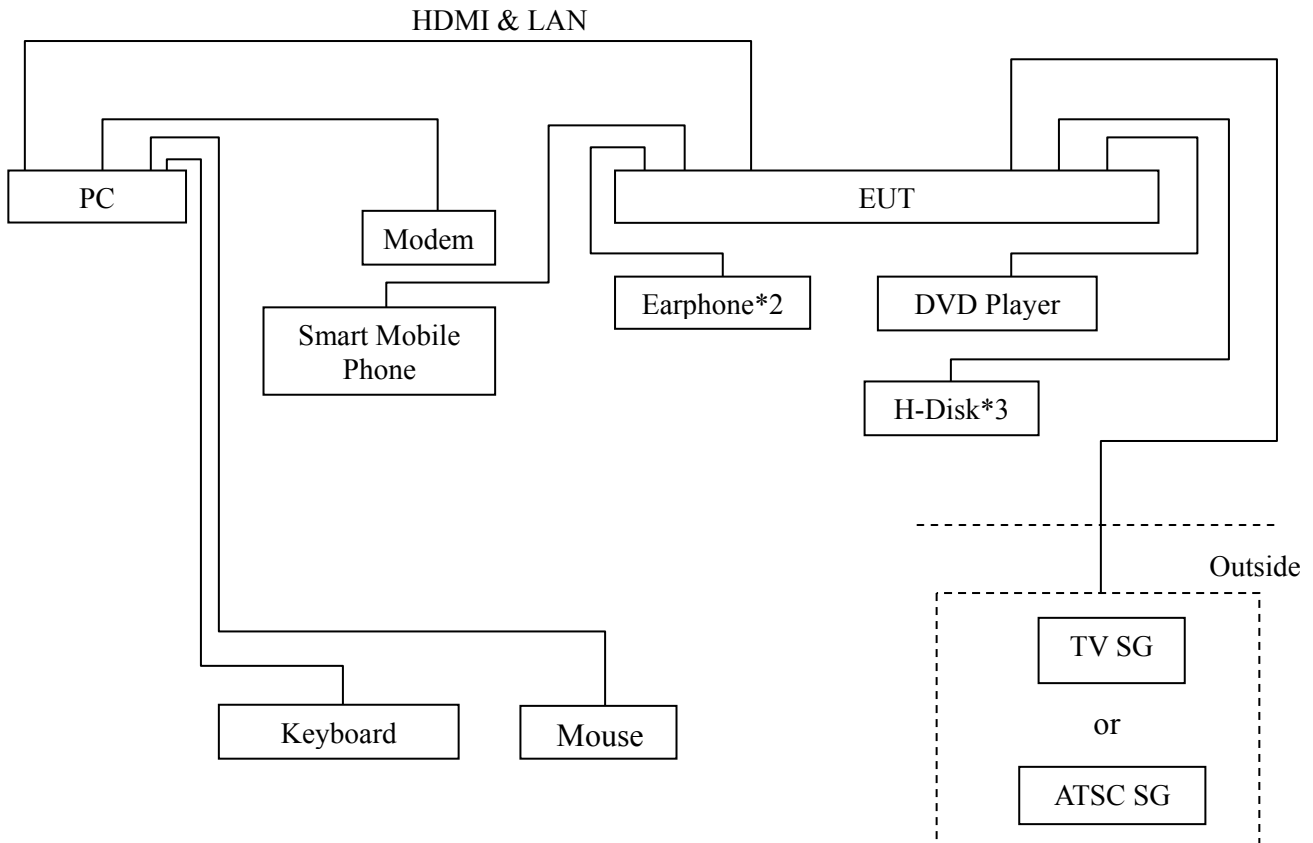 HDMI & LAN
PC
EUT
Modem
Earphone*2
DVD Player
Smart Mobile
Phone
H-Disk*3
Outside
TV SG
or
ATSC SG
Keyboard
Mouse